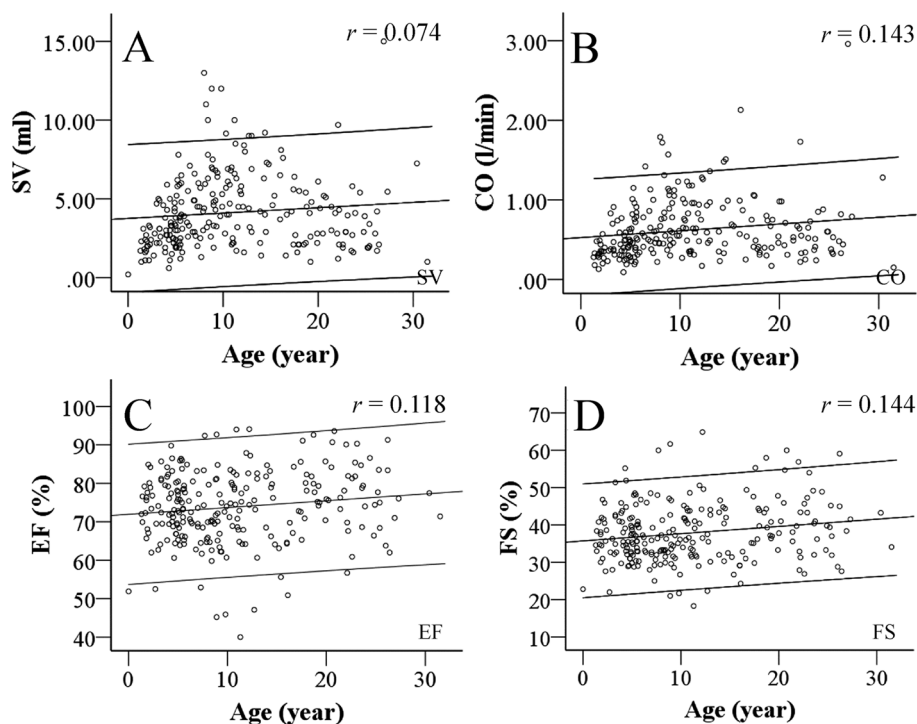 A
r = 0.074
15.00
10.00
5.00
.00
SV (ml)
SV
0 10 20 30
Age (year)
B
r = 0.143
3.00
2.00
1.00
.00
CO (l/min)
CO
0 10 20 30
Age (year)
C
r = 0.118
100
90
80
70
60
50
40
EF (%)
EF
0 10 20 30
Age (year)
D
r = 0.144
70
60
50
40
30
20
10
FS (%)
FS
0 10 20 30
Age (year)